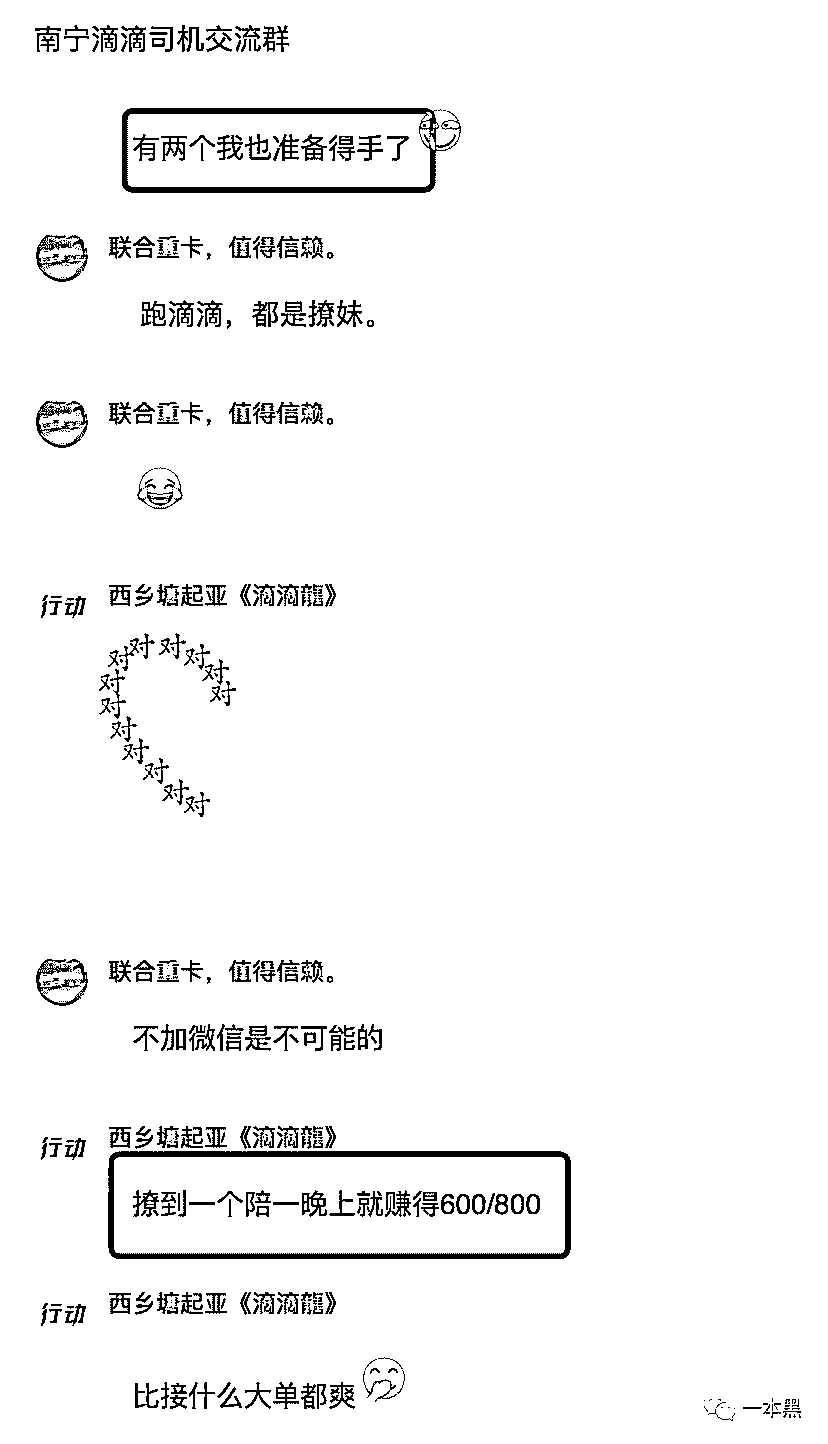 南宁滴滴司机交流群
有两个我也准备得手了
联合重卡，值得信赖。
跑滴滴，都是撩妹。
联合重卡，值得信赖。
行动
西乡塘起亚《滴滴龍》
对对对对对对对对对对对对对对
联合重卡，值得信赖。
不加微信是不可能的
行动
西乡塘起亚《滴滴龍》
撩到一个陪一晚上就赚得600/800
行动
西乡塘起亚《滴滴龍》
比接什么大单都爽
一本黑